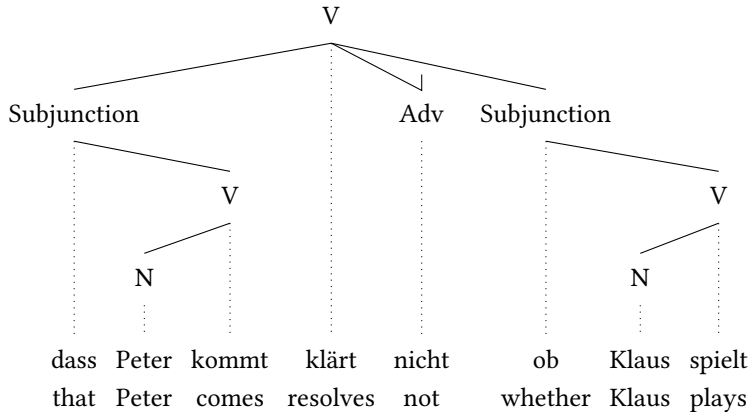 V
Subjunction Adv Subjunction
V V
N N
dass Peter kommt klärt nicht ob Klaus spielt
that Peter comes resolves not whether Klaus plays